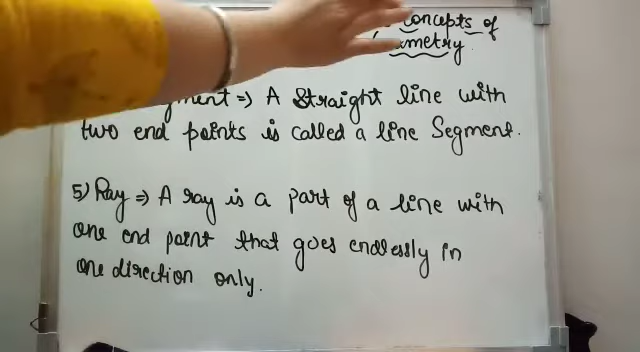 concepts of
metry.
ment => A straight line with
two end points is called a line Segment.
5) Ray => A ray is a part of a line with
one end point that goes endlessly in
one direction only.